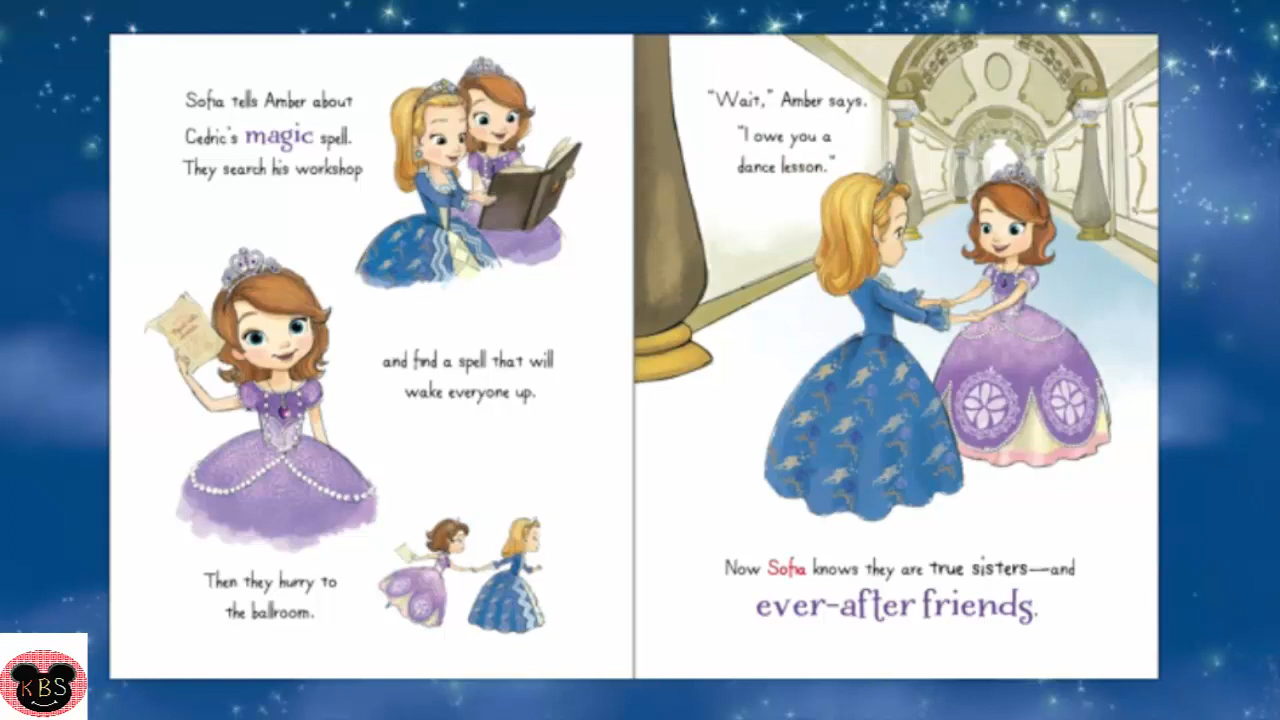 Sofia tells Amber about
Cedric's magic spell.
They search his workshop
and find a spell that will
wake everyone up.
Then they hurry to
the ballroom.
"Wait," Amber says.
"I owe you a
dance lesson."
Now Sofia knows they are true sisters—and
ever-after friends.
KBS